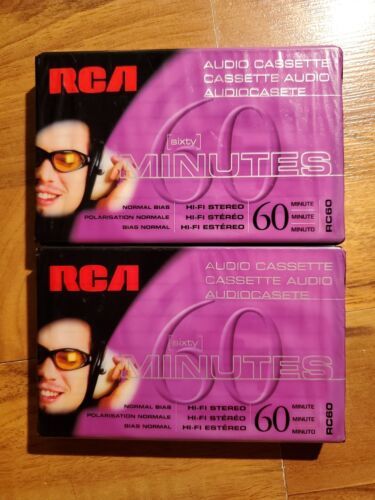 RCA
AUDIO CASSETTE
CASSETTE AUDIO
AUDIOCASETE
60
[sixty]
MINUTES
NORMAL BIAS HI-FI STEREO 60 MINUTE
POLARISATION NORMALE HI-FI STÉRÉO MINUTE
BIAS NORMAL HI-FI ESTÉREO MINUTO
RC60
RCA
AUDIO CASSETTE
CASSETTE AUDIO
AUDIOCASETE
60
[sixty]
MINUTES
NORMAL BIAS HI-FI STEREO 60 MINUTE
POLARISATION NORMALE HI-FI STÉRÉO MINUTE
BIAS NORMAL HI-FI ESTÉREO MINUTO
RC60